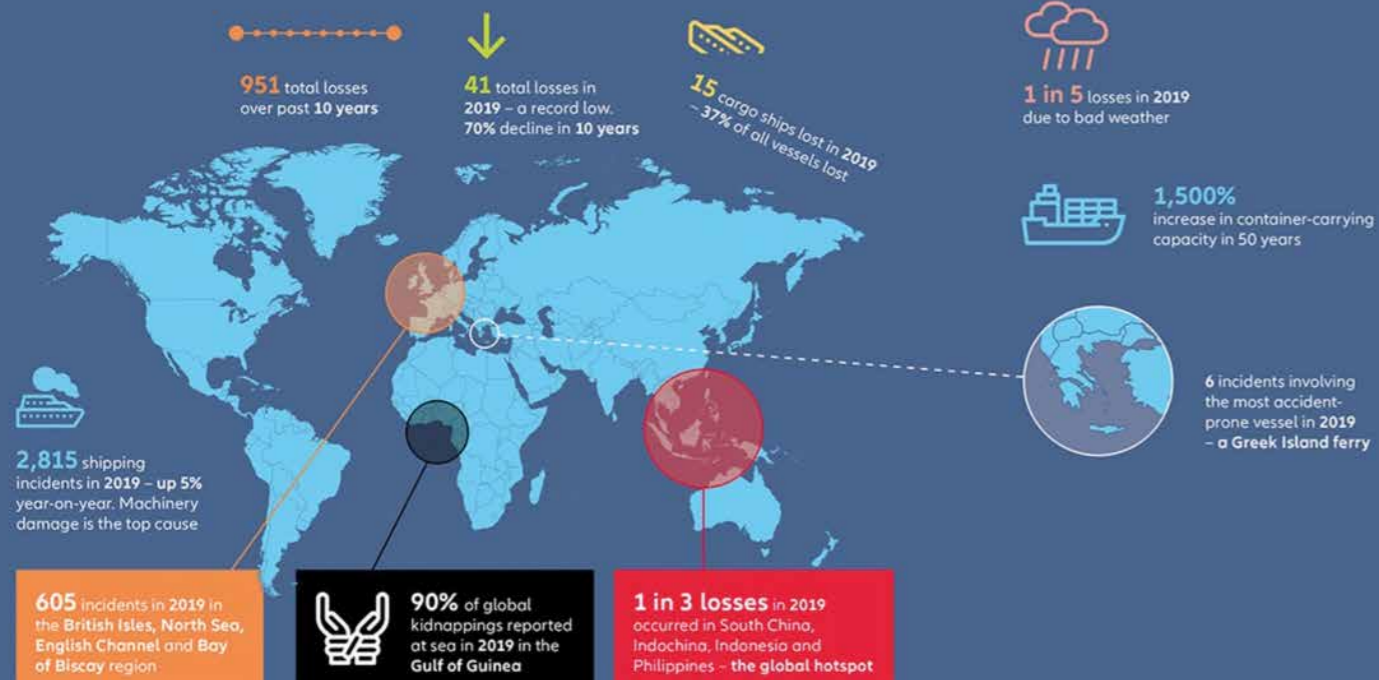 951 total losses
over past 10 years
41 total losses in
2019 – a record low.
70% decline in 10 years
15 cargo ships lost in 2019
– 37% of all vessels lost
1 in 5 losses in 2019
due to bad weather
1,500%
increase in container-carrying
capacity in 50 years
6 incidents involving
the most accident-
prone vessel in 2019
– a Greek Island ferry
2,815 shipping
incidents in 2019 – up 5%
year-on-year. Machinery
damage is the top cause
605 incidents in 2019 in
the British Isles, North Sea,
English Channel and Bay
of Biscay region
90% of global
kidnappings reported
at sea in 2019 in the
Gulf of Guinea
1 in 3 losses in 2019
occurred in South China,
Indochina, Indonesia and
Philippines – the global hotspot